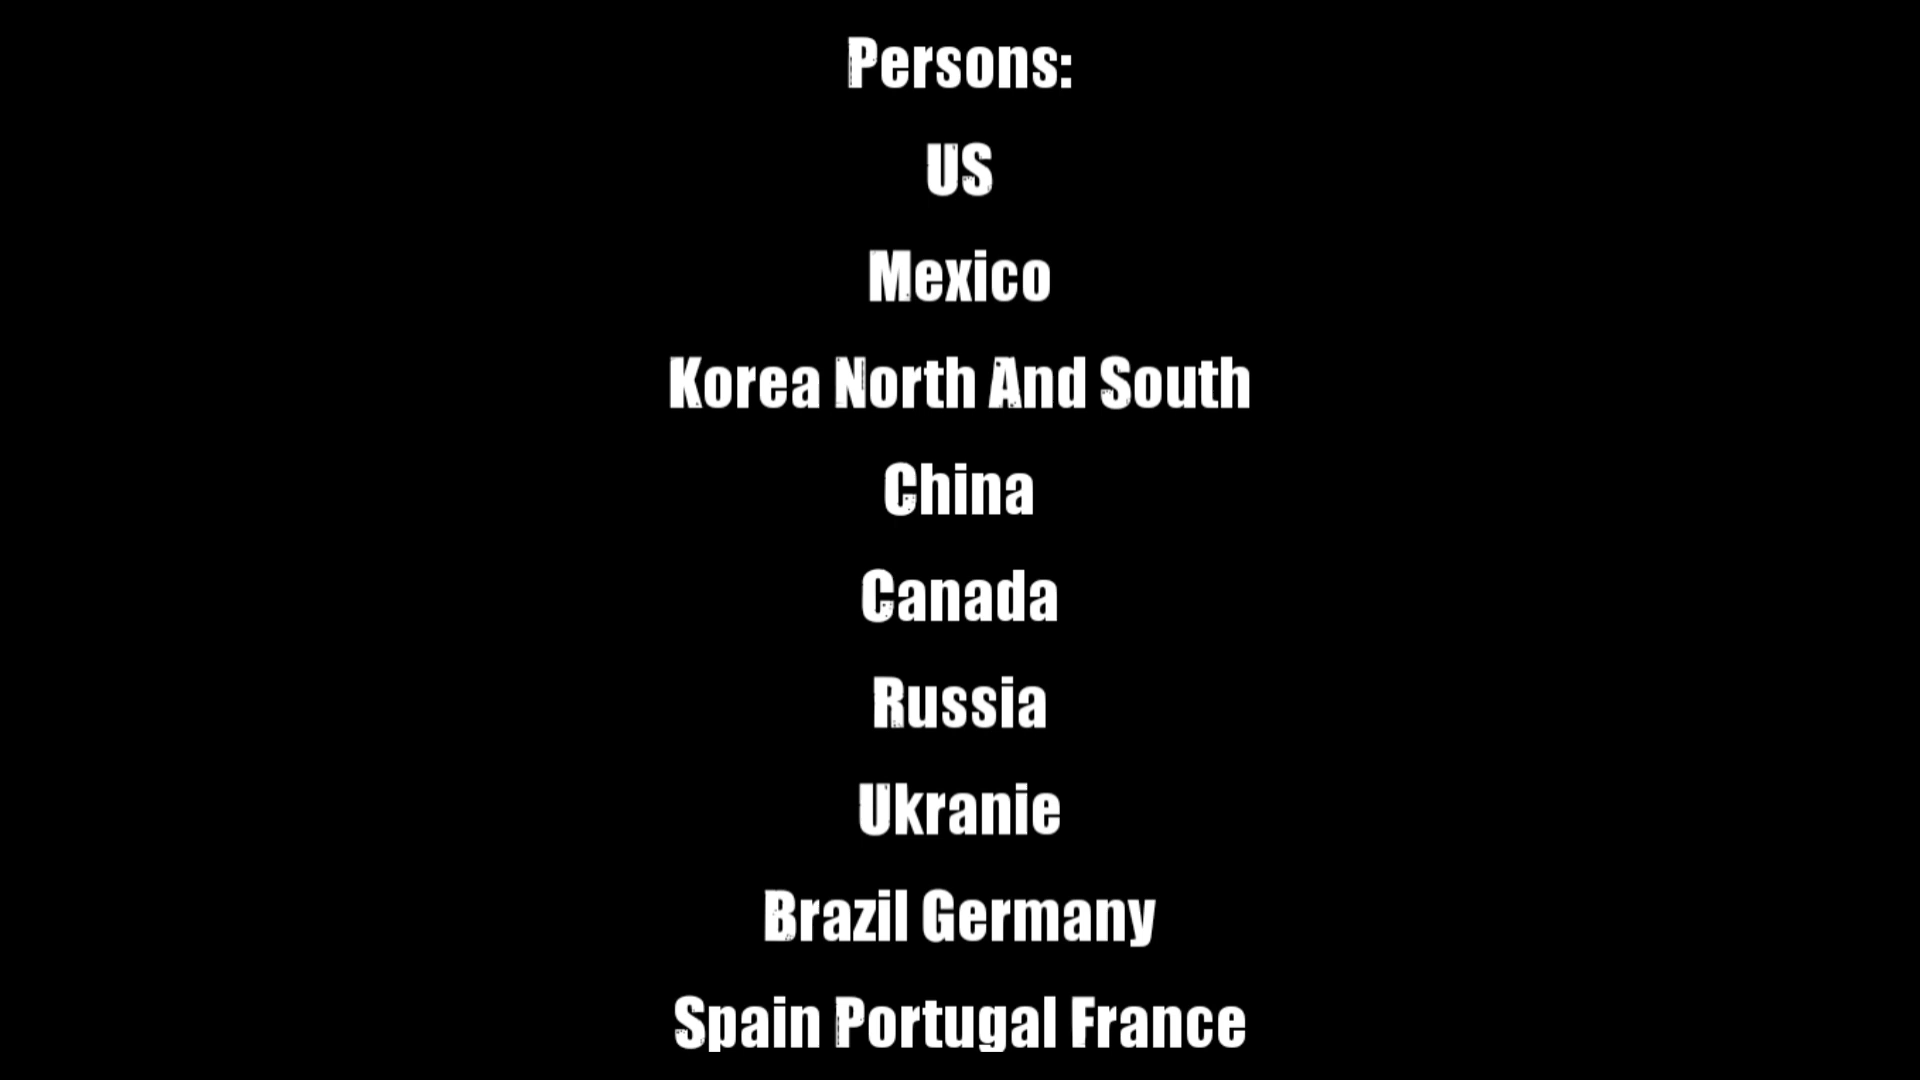 Persons:
US
Mexico
Korea North And South
China
Canada
Russia
Ukranie
Brazil Germany
Spain Portugal France